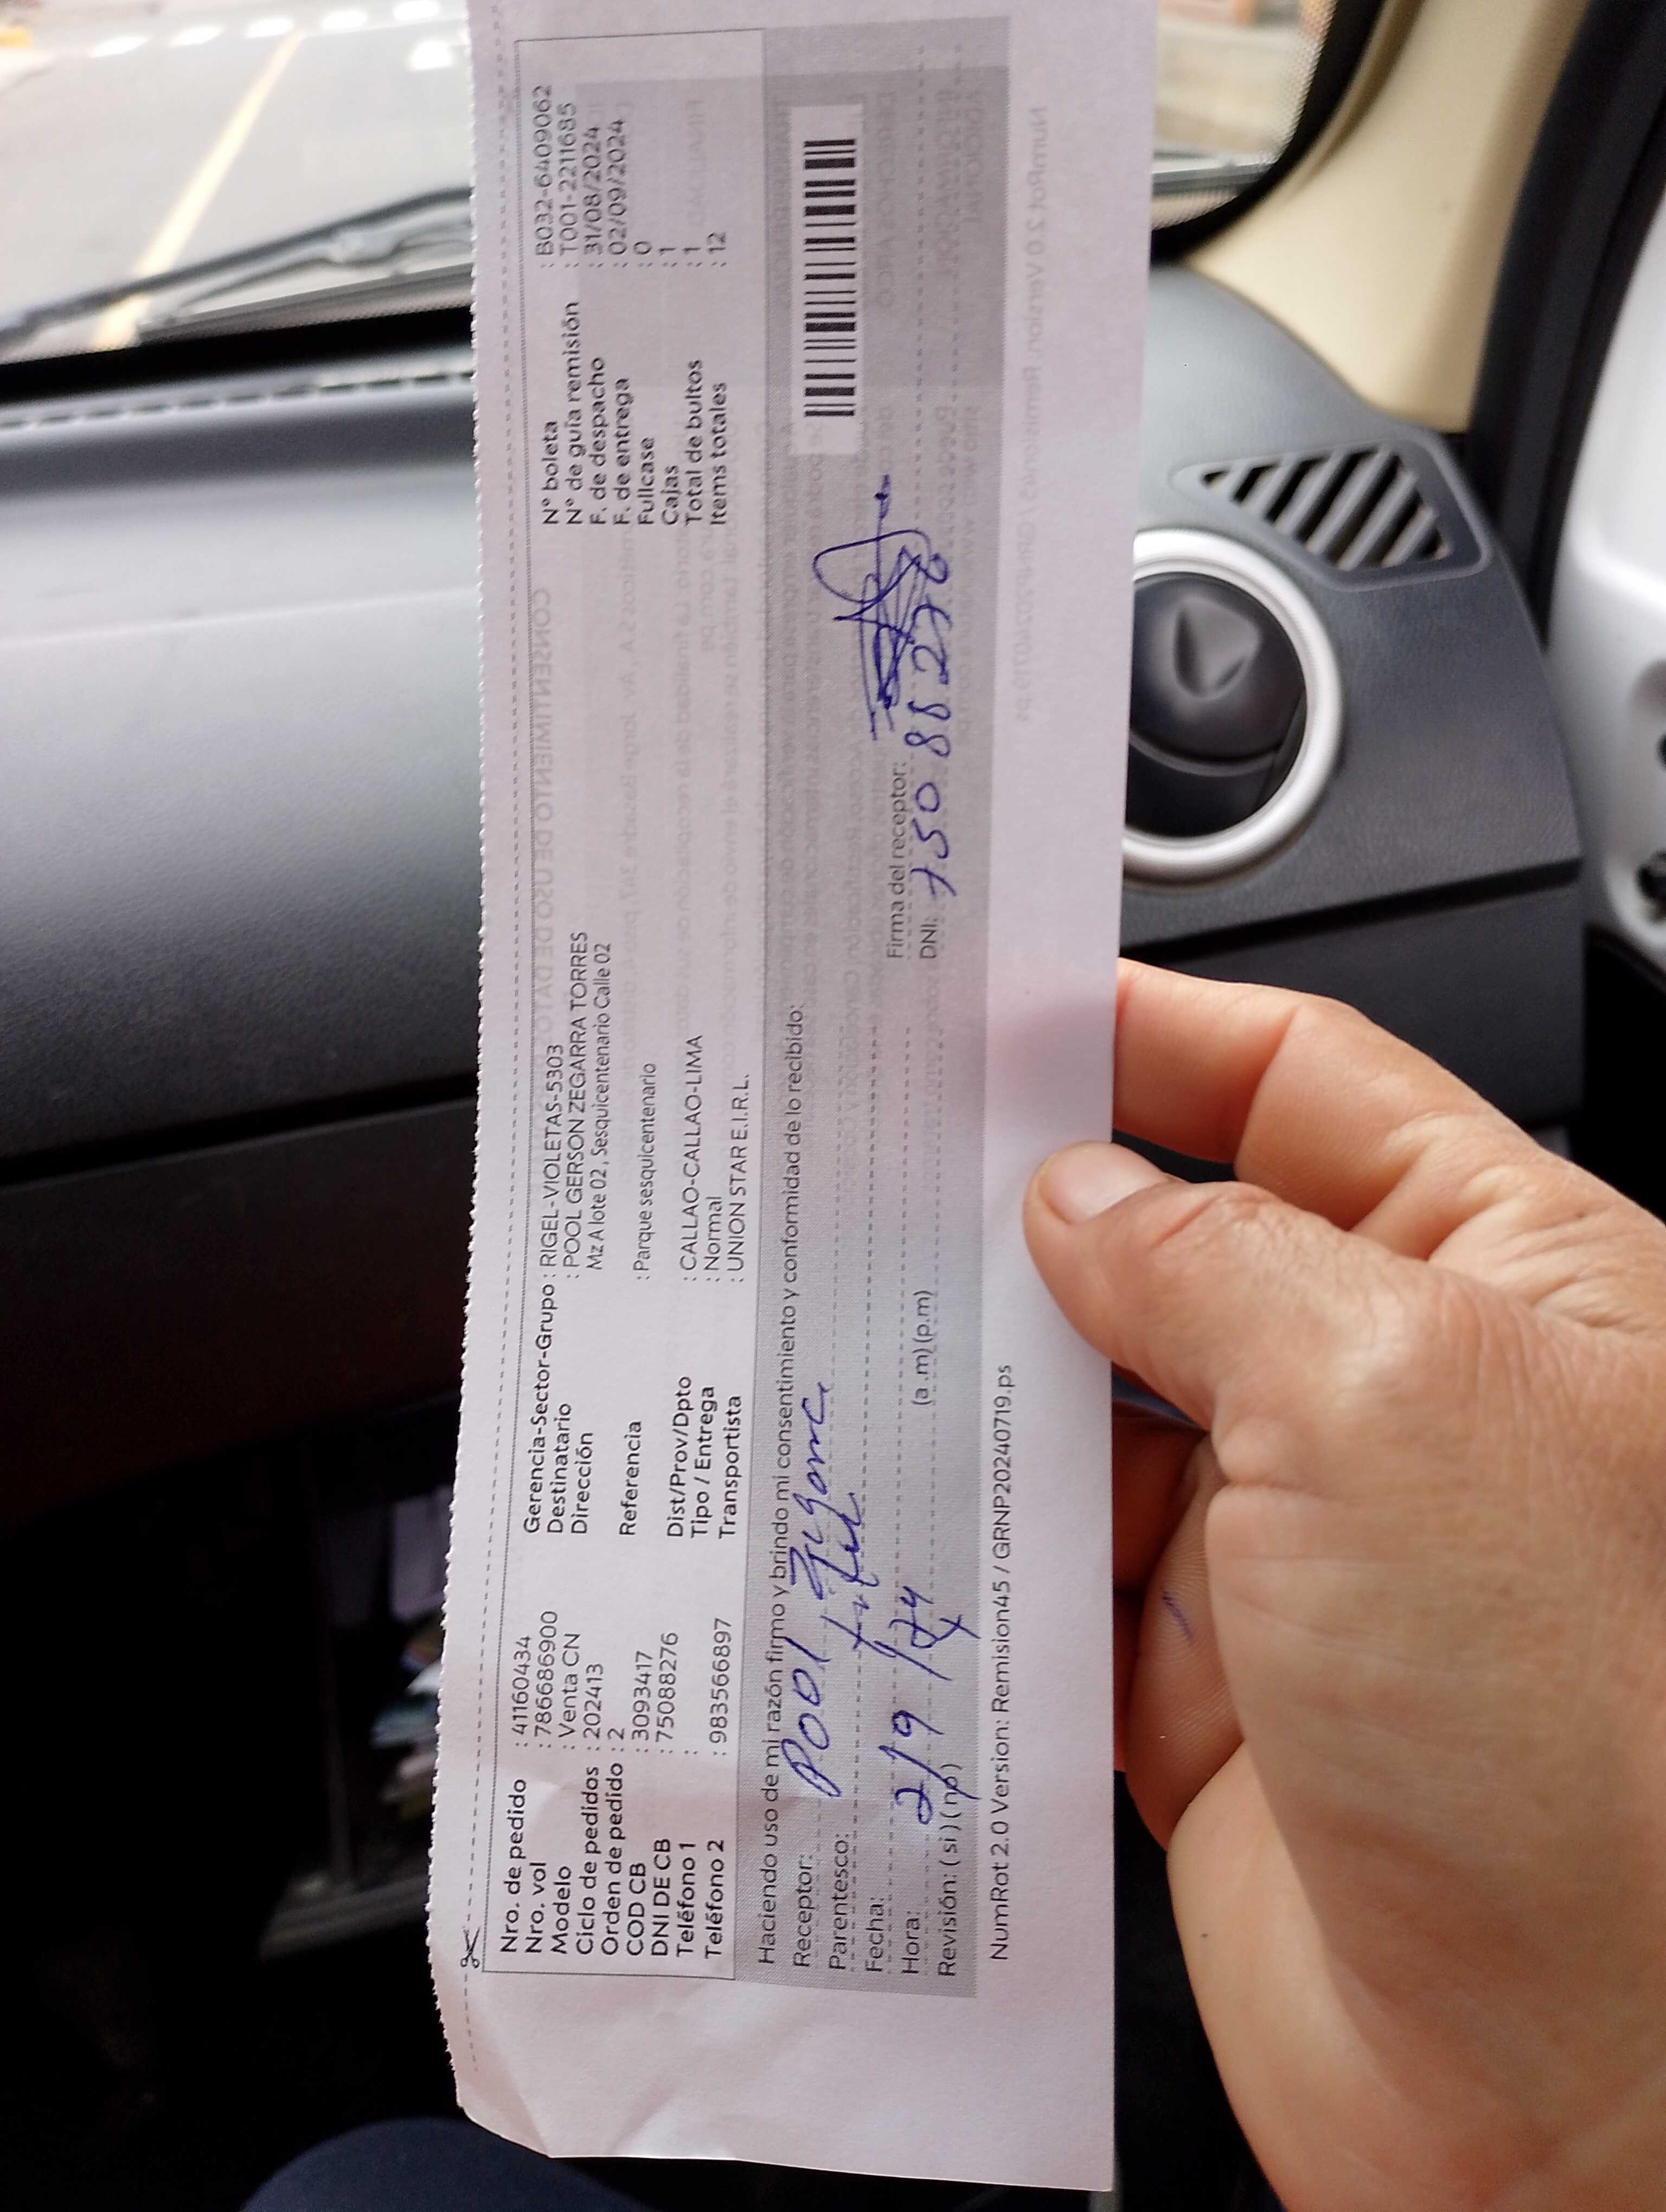 Nro. de pedido : 41160434
Nro. vol : 786686900
Modelo : Venta CN
Ciclo de pedidos : 202413
Orden de pedido : 2
COD CB : 3093417
DNI DE CB : 75088276
Teléfono 1 :
Teléfono 2 : 983566897
Gerencia-Sector-Grupo : RIGEL-VIOLETAS-5303
Destinatario : POOL GERSON ZEGARRA TORRES
Dirección Mz A lote 02, Sesquicentenario Calle 02
Referencia : Parque sesquicentenario
Dist/Prov/Dpto : CALLAO-CALLAO-LIMA
Tipo / Entrega : Normal
Transportista : UNION STAR E.I.R.L.
N° boleta : B032-6409062
N° de guía remisión : T001-2211685
F. de despacho : 31/08/2024
F. de entrega : 02/09/2024
Fullcase : 0
Cajas : 1
Total de bultos : 1
Items totales : 12
Haciendo uso de mi razón firmo y brindo mi consentimiento y conformidad de lo recibido:
Receptor: Pool
Parentesco:
Fecha: 2/9/24
Hora: (a.m) (p.m)
Revisión: (si) (no)
Firma del receptor:
DNI: 75088276
NumRot 2.0 Version: Remision45 / GRNP20240719.ps